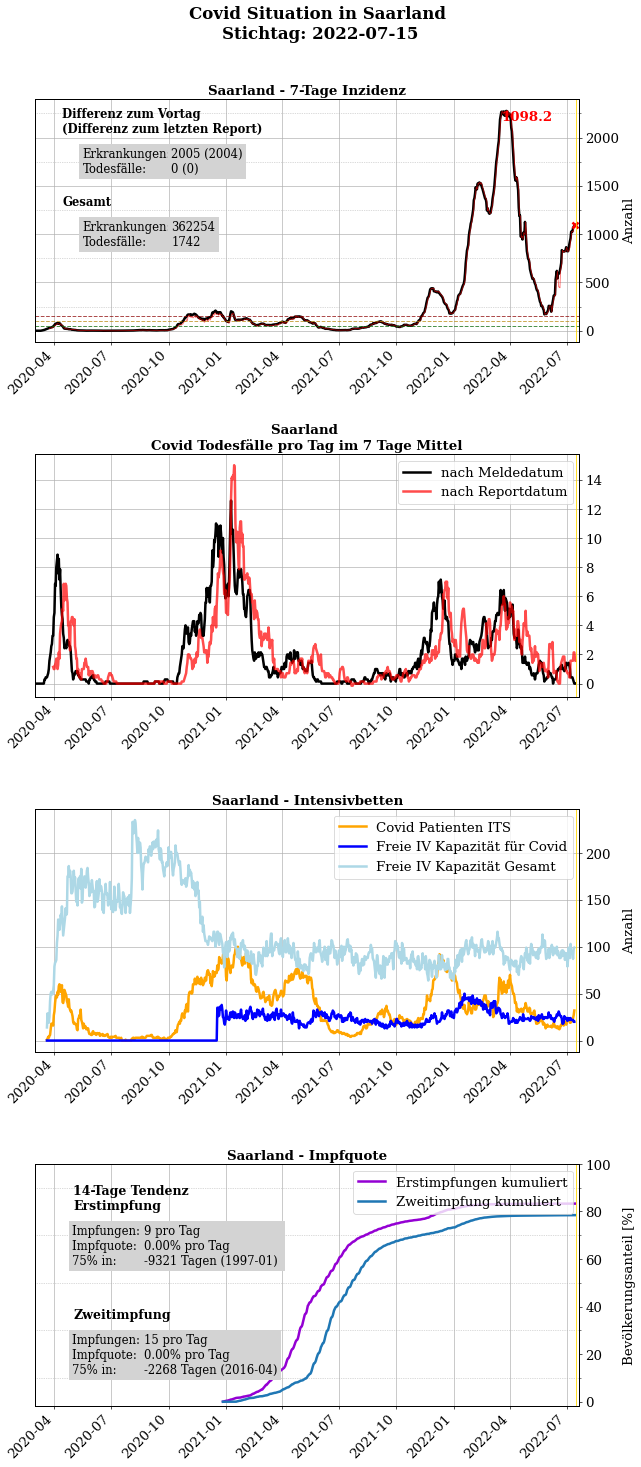 Covid Situation in Saarland
Stichtag: 2022-07-15
Saarland - 7-Tage Inzidenz
Differenz zum Vortag
(Differenz zum letzten Report)
Erkrankungen 2005 (2004)
Todesfälle: 0 (0)
Gesamt
Erkrankungen 362254
Todesfälle: 1742
1098.2
2000
1500
1000
500
0
Anzahl
2020-04 2020-07 2020-10 2021-01 2021-04 2021-07 2021-10 2022-01 2022-04 2022-07
Saarland
Covid Todesfälle pro Tag im 7 Tage Mittel
nach Meldedatum
nach Reportdatum
14
12
10
8
6
4
2
0
2020-04 2020-07 2020-10 2021-01 2021-04 2021-07 2021-10 2022-01 2022-04 2022-07
Saarland - Intensivbetten
Covid Patienten ITS
Freie IV Kapazität für Covid
Freie IV Kapazität Gesamt
200
150
100
50
0
Anzahl
2020-04 2020-07 2020-10 2021-01 2021-04 2021-07 2021-10 2022-01 2022-04 2022-07
Saarland - Impfquote
Erstimpfungen kumuliert
Zweitimpfung kumuliert
14-Tage Tendenz
Erstimpfung
Impfungen: 9 pro Tag
Impfquote: 0.00% pro Tag
75% in: -9321 Tagen (1997-01)
Zweitimpfung
Impfungen: 15 pro Tag
Impfquote: 0.00% pro Tag
75% in: -2268 Tagen (2016-04)
100
80
60
40
20
0
Bevölkerungsanteil [%]
2020-04 2020-07 2020-10 2021-01 2021-04 2021-07 2021-10 2022-01 2022-04 2022-07